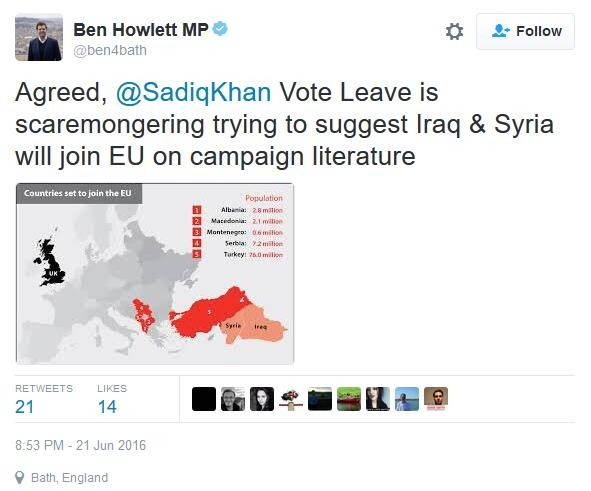 Ben Howlett MP
@ben4bath
Follow
Agreed, @SadiqKhan Vote Leave is
scaremongering trying to suggest Iraq & Syria
will join EU on campaign literature
Countries set to join the EU
Population
1 Albania: 2.8 million
2 Macedonia: 2.1 million
3 Montenegro: 0.6 million
4 Serbia: 7.2 million
5 Turkey: 76.0 million
UK
5
Syria Iraq
RETWEETS LIKES
21 14
8:53 PM - 21 Jun 2016
Bath, England